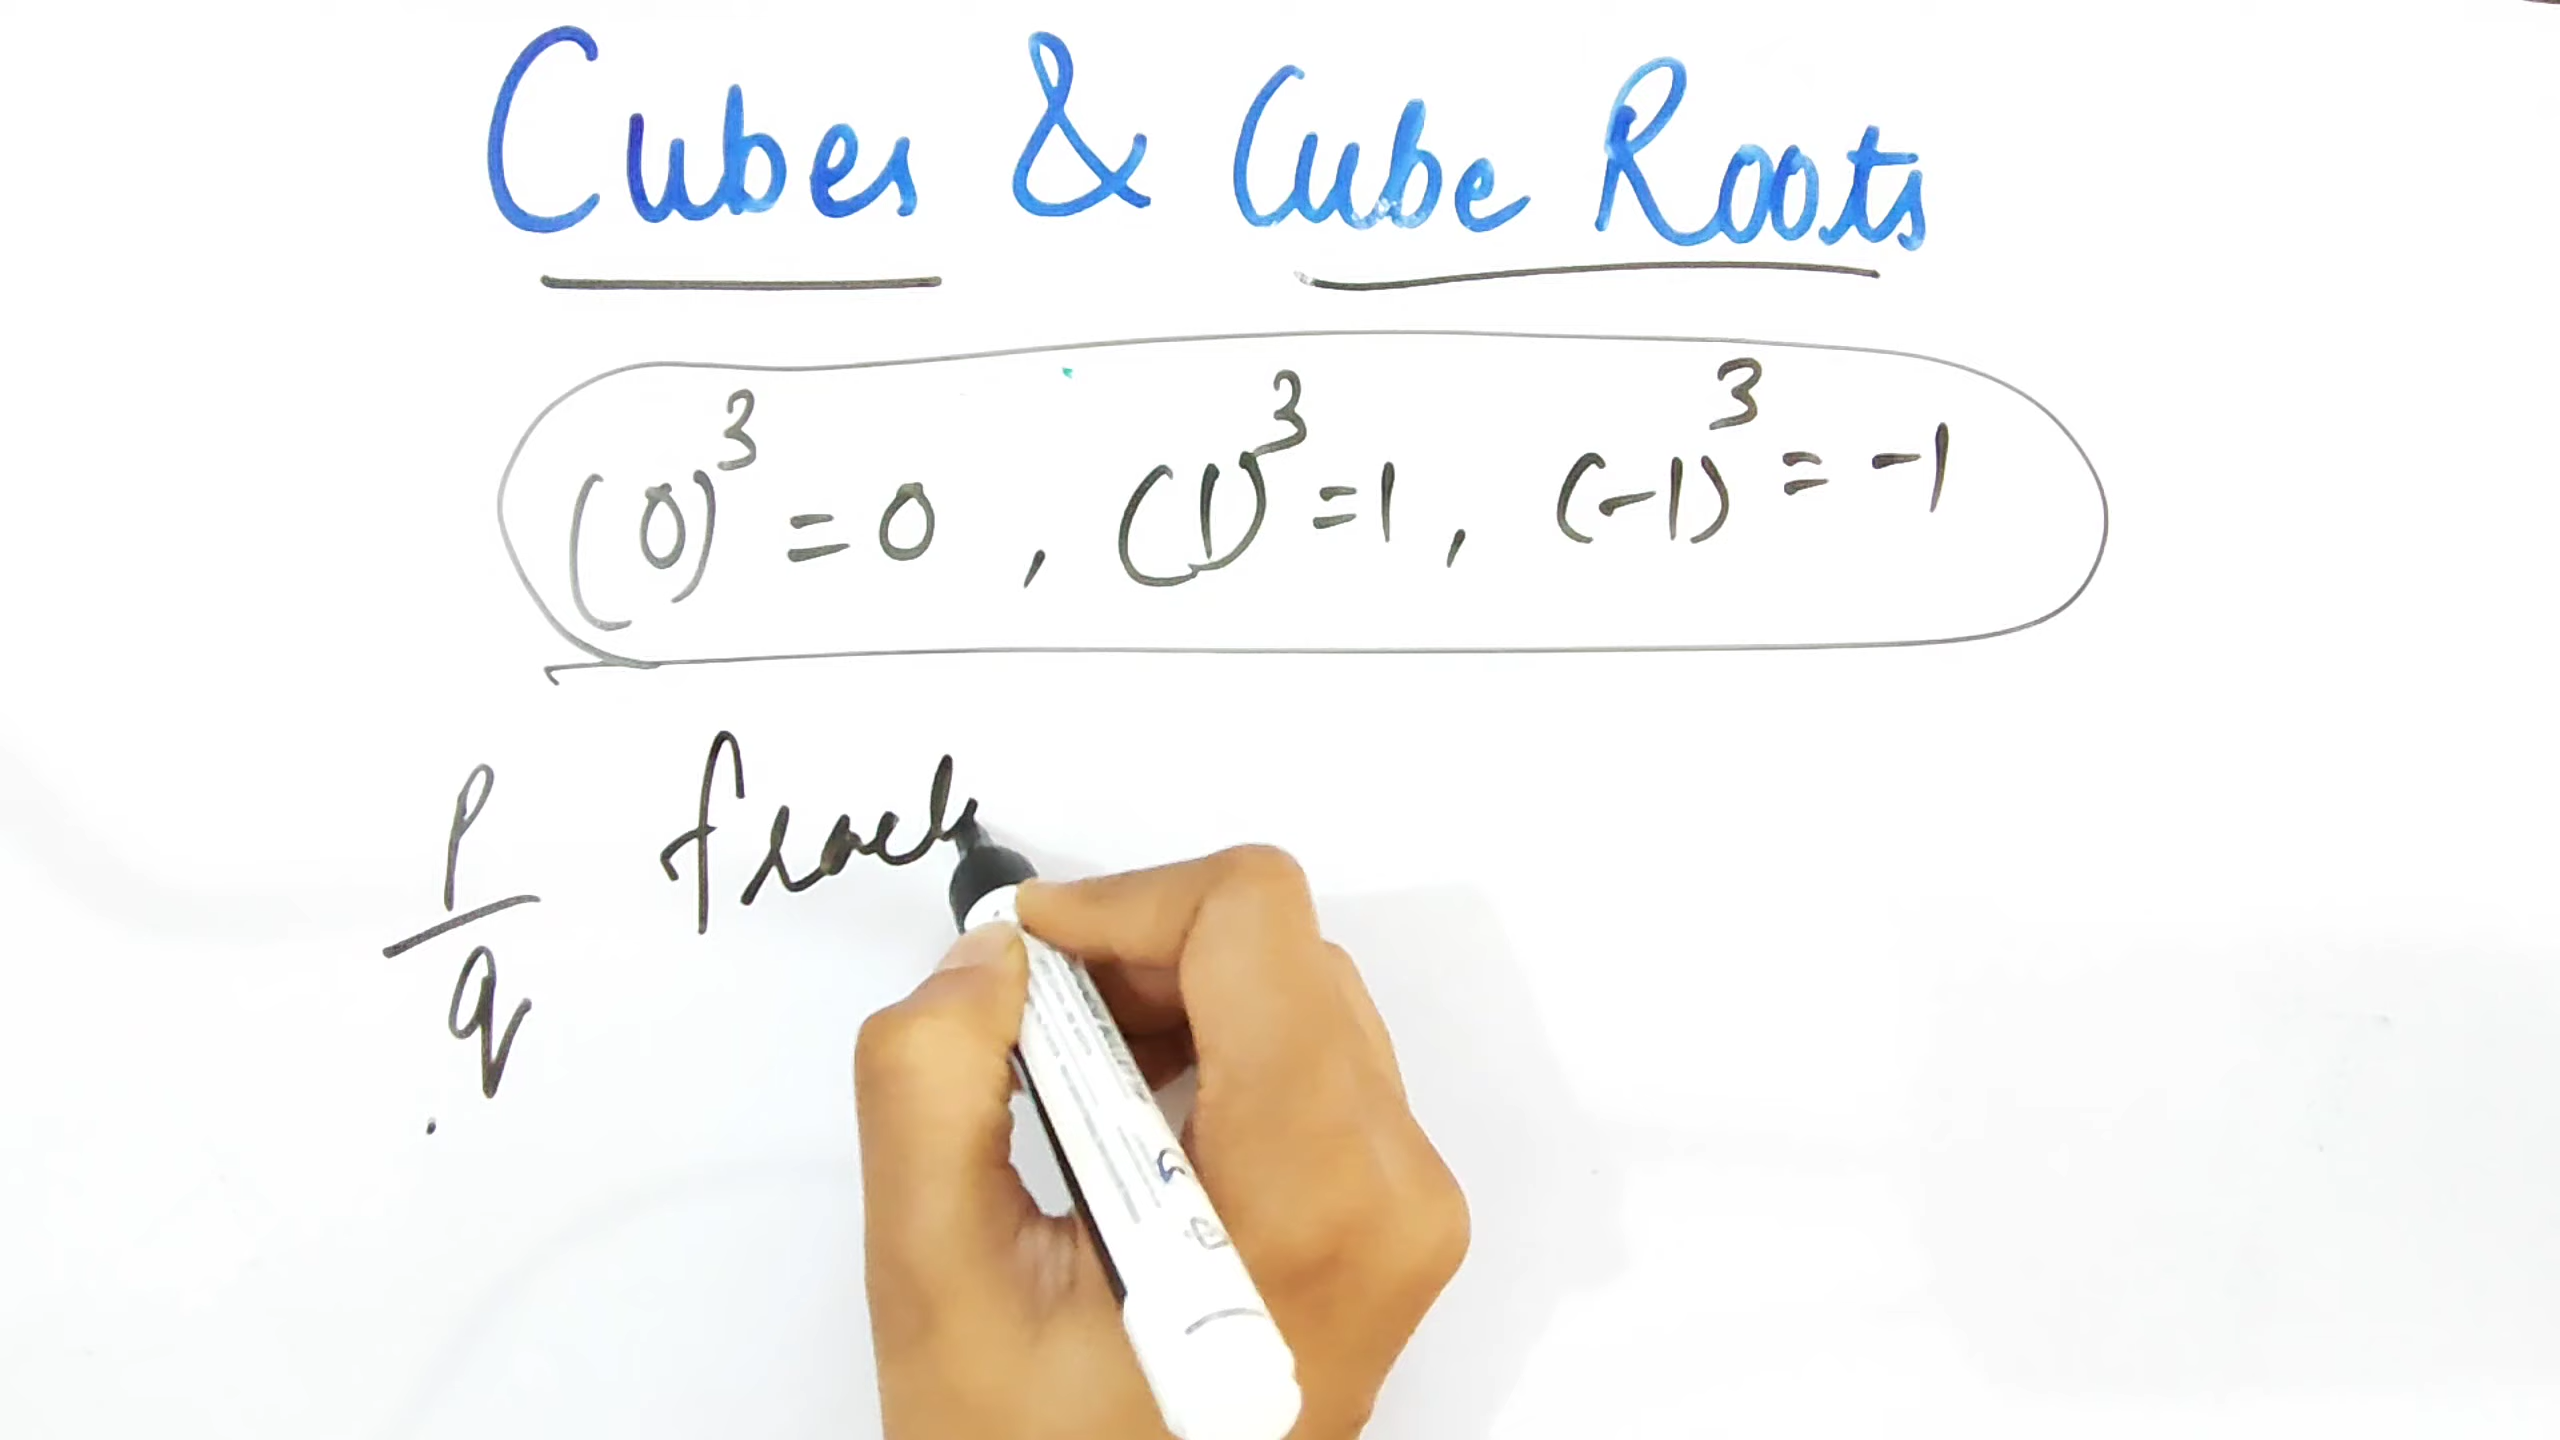 Cubes & Cube Roots
(0)³ = 0 , (1)³ = 1 , (-1)³ = -1
p/q